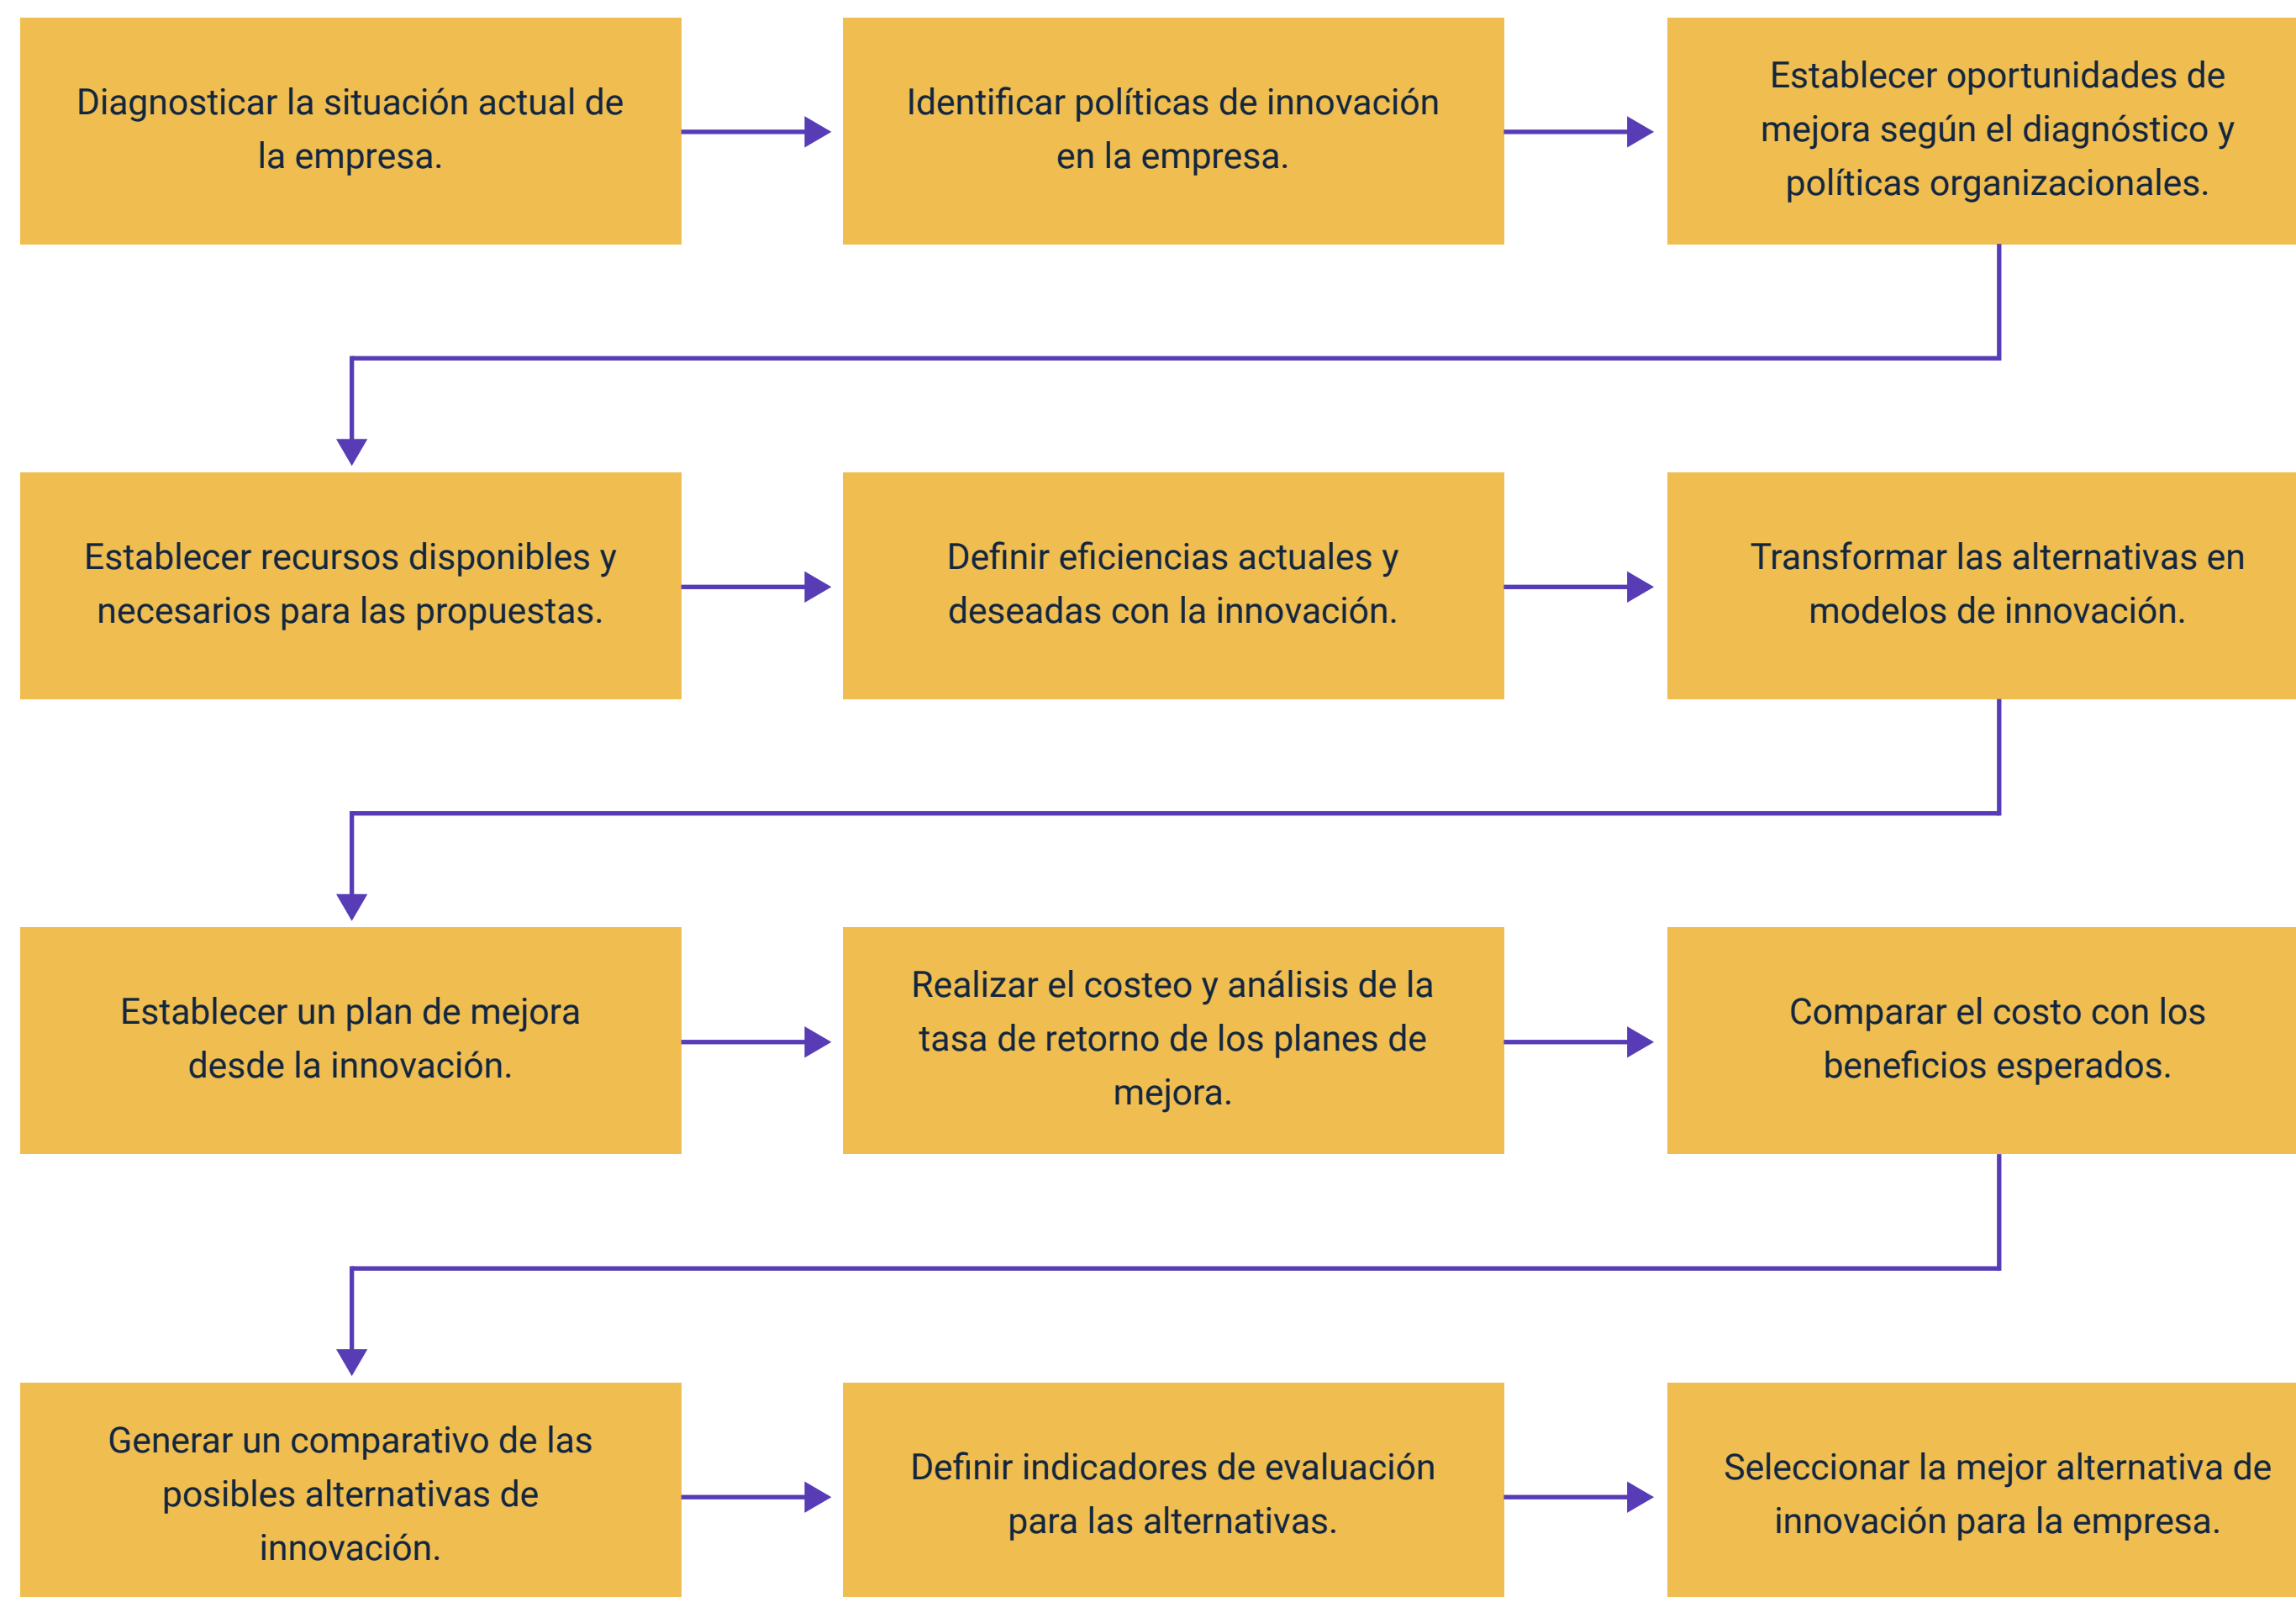 Diagnosticar la situación actual de
la empresa.
Identificar políticas de innovación
en la empresa.
Establecer oportunidades de
mejora según el diagnóstico y
políticas organizacionales.
Establecer recursos disponibles y
necesarios para las propuestas.
Definir eficiencias actuales y
deseadas con la innovación.
Transformar las alternativas en
modelos de innovación.
Establecer un plan de mejora
desde la innovación.
Realizar el costeo y análisis de la
tasa de retorno de los planes de
mejora.
Comparar el costo con los
beneficios esperados.
Generar un comparativo de las
posibles alternativas de
innovación.
Definir indicadores de evaluación
para las alternativas.
Seleccionar la mejor alternativa de
innovación para la empresa.